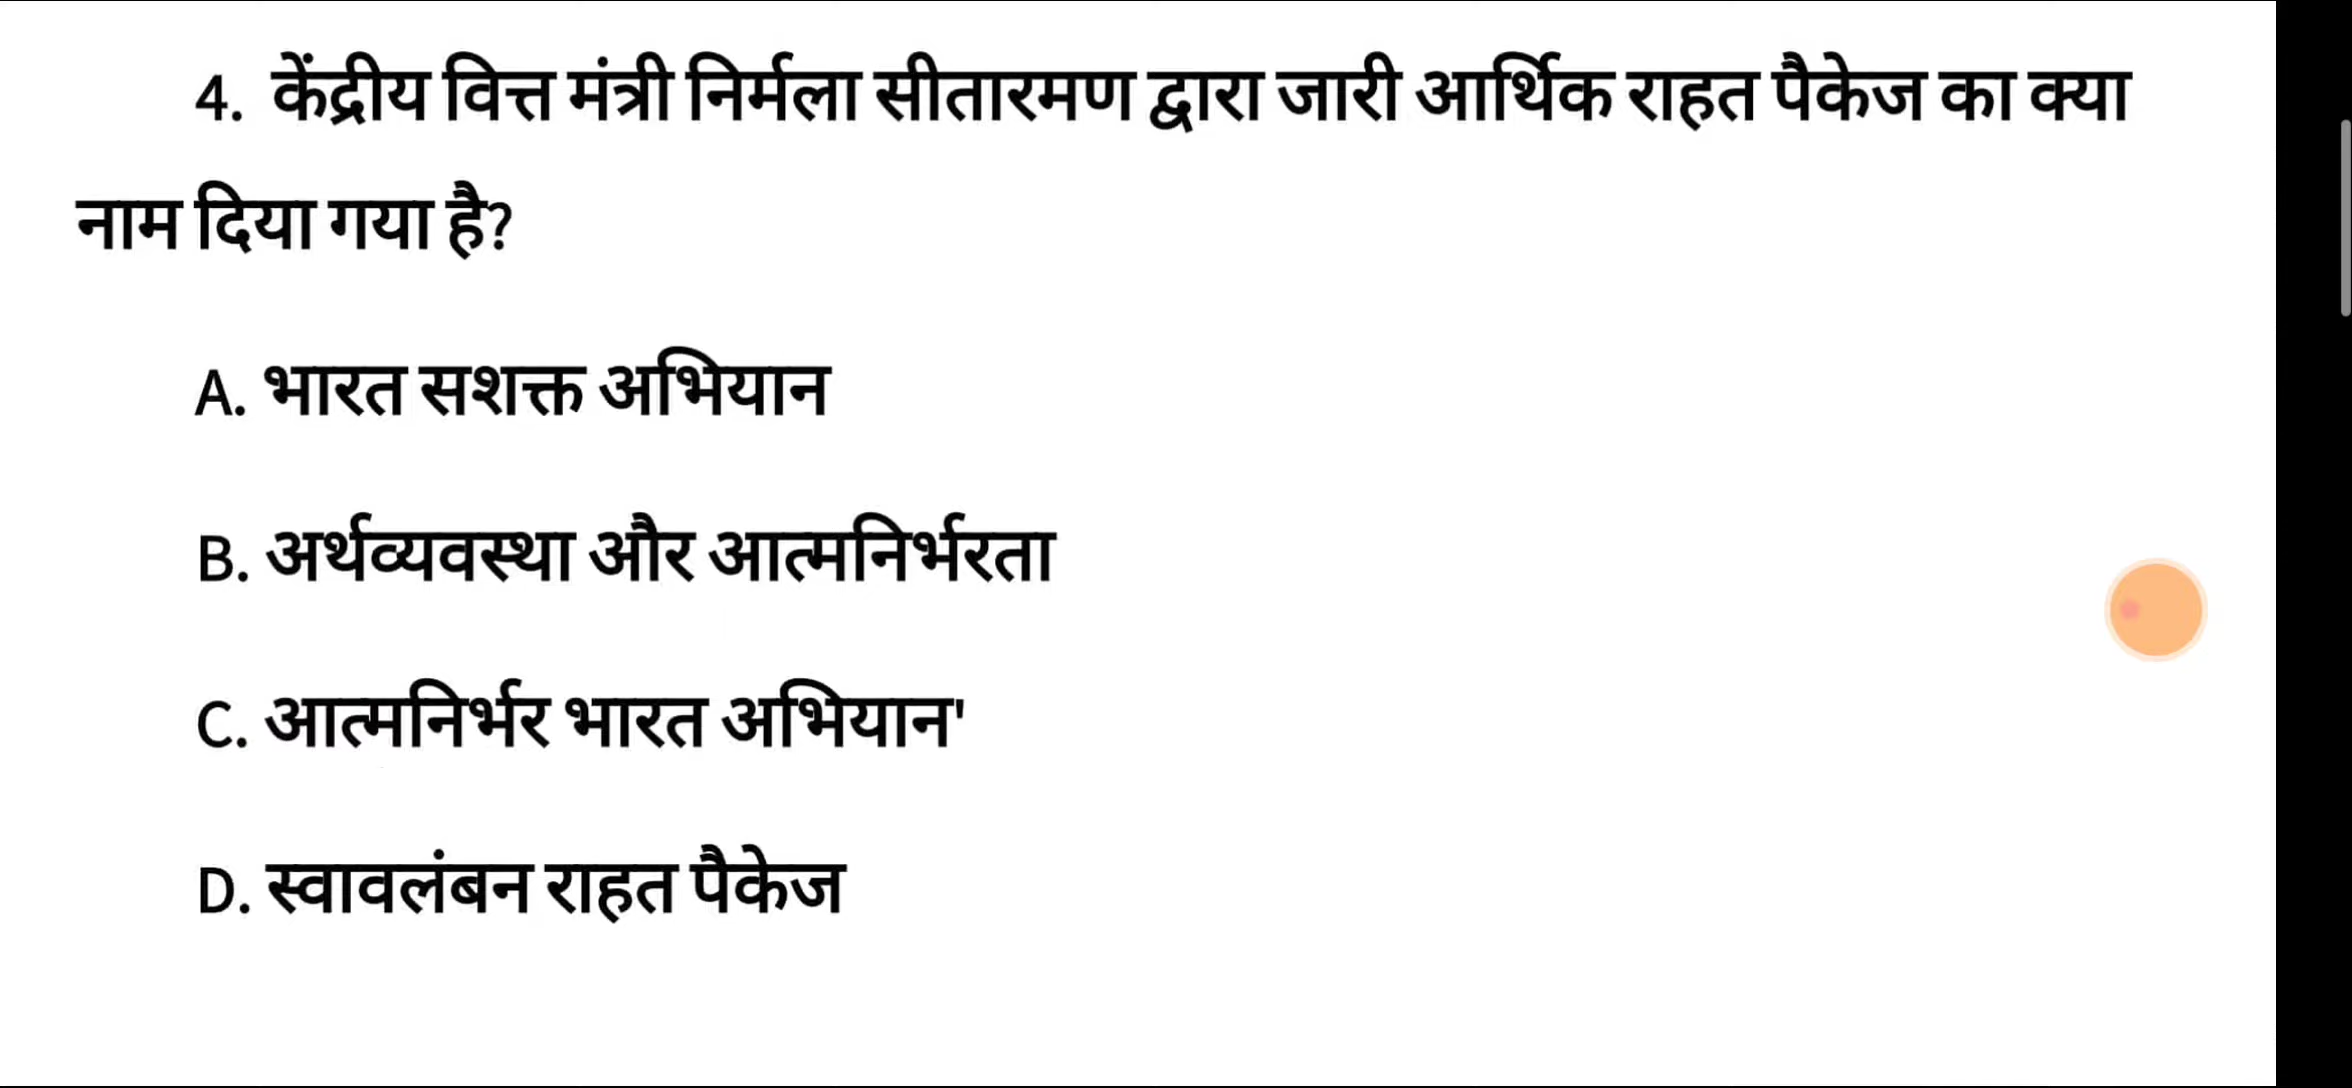 4. केंद्रीय वित्त मंत्री निर्मला सीतारमण द्वारा जारी आर्थिक राहत पैकेज का क्या
नाम दिया गया है?
A. भारत सशक्त अभियान
B. अर्थव्यवस्था और आत्मनिर्भरता
C. आत्मनिर्भर भारत अभियान'
D. स्वावलंबन राहत पैकेज